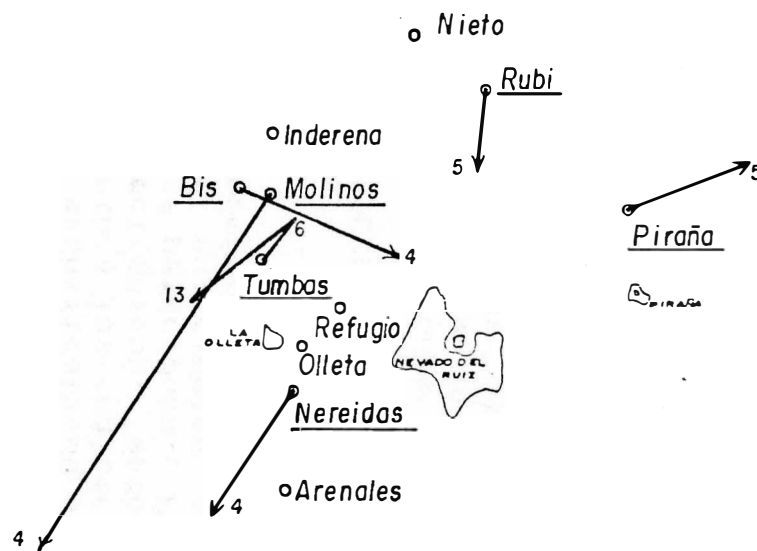 Nieto
Rubi
Inderena
5
5
Bis
Molinos
6
Piraña
4
Tumbas
13
PIRAÑA
Refugio
LA
OLLETA
Olleta
NEVADO DEL
RUIZ
Nereidas
Arenales
4
4